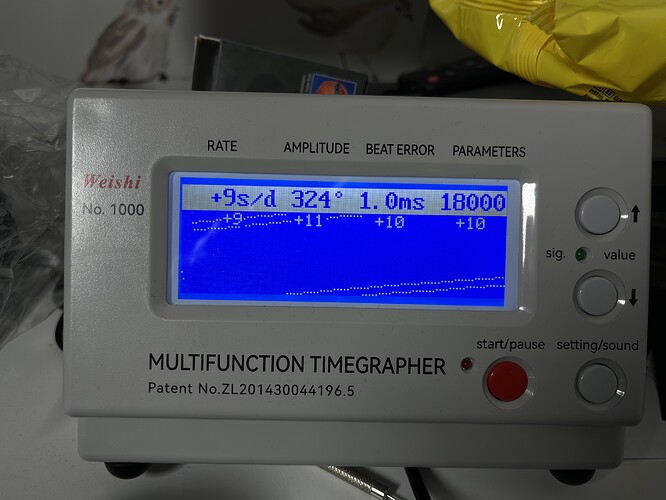 RATE AMPLITUDE BEAT ERROR PARAMETERS
Weishi
No. 1000
+9s/d 324° 1.0ms 18000
+9 +11 +10 +10
sig. value
start/pause setting/sound
MULTIFUNCTION TIMEGRAPHER
Patent No.ZL201430044196.5